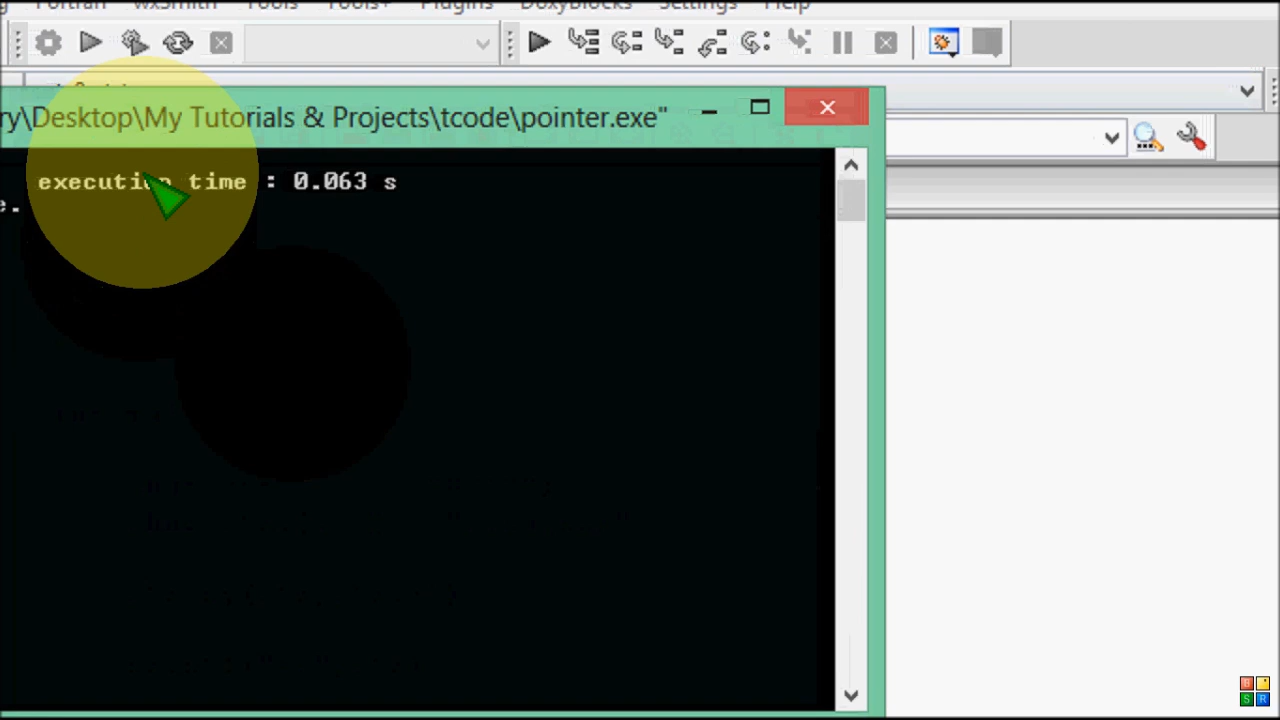 Fortran wxSmith Tools Tools+ Plugins DoxyBlocks Settings Help
ry\Desktop\My Tutorials & Projects\tcode\pointer.exe"
execution time : 0.063 s
e.
B
S R